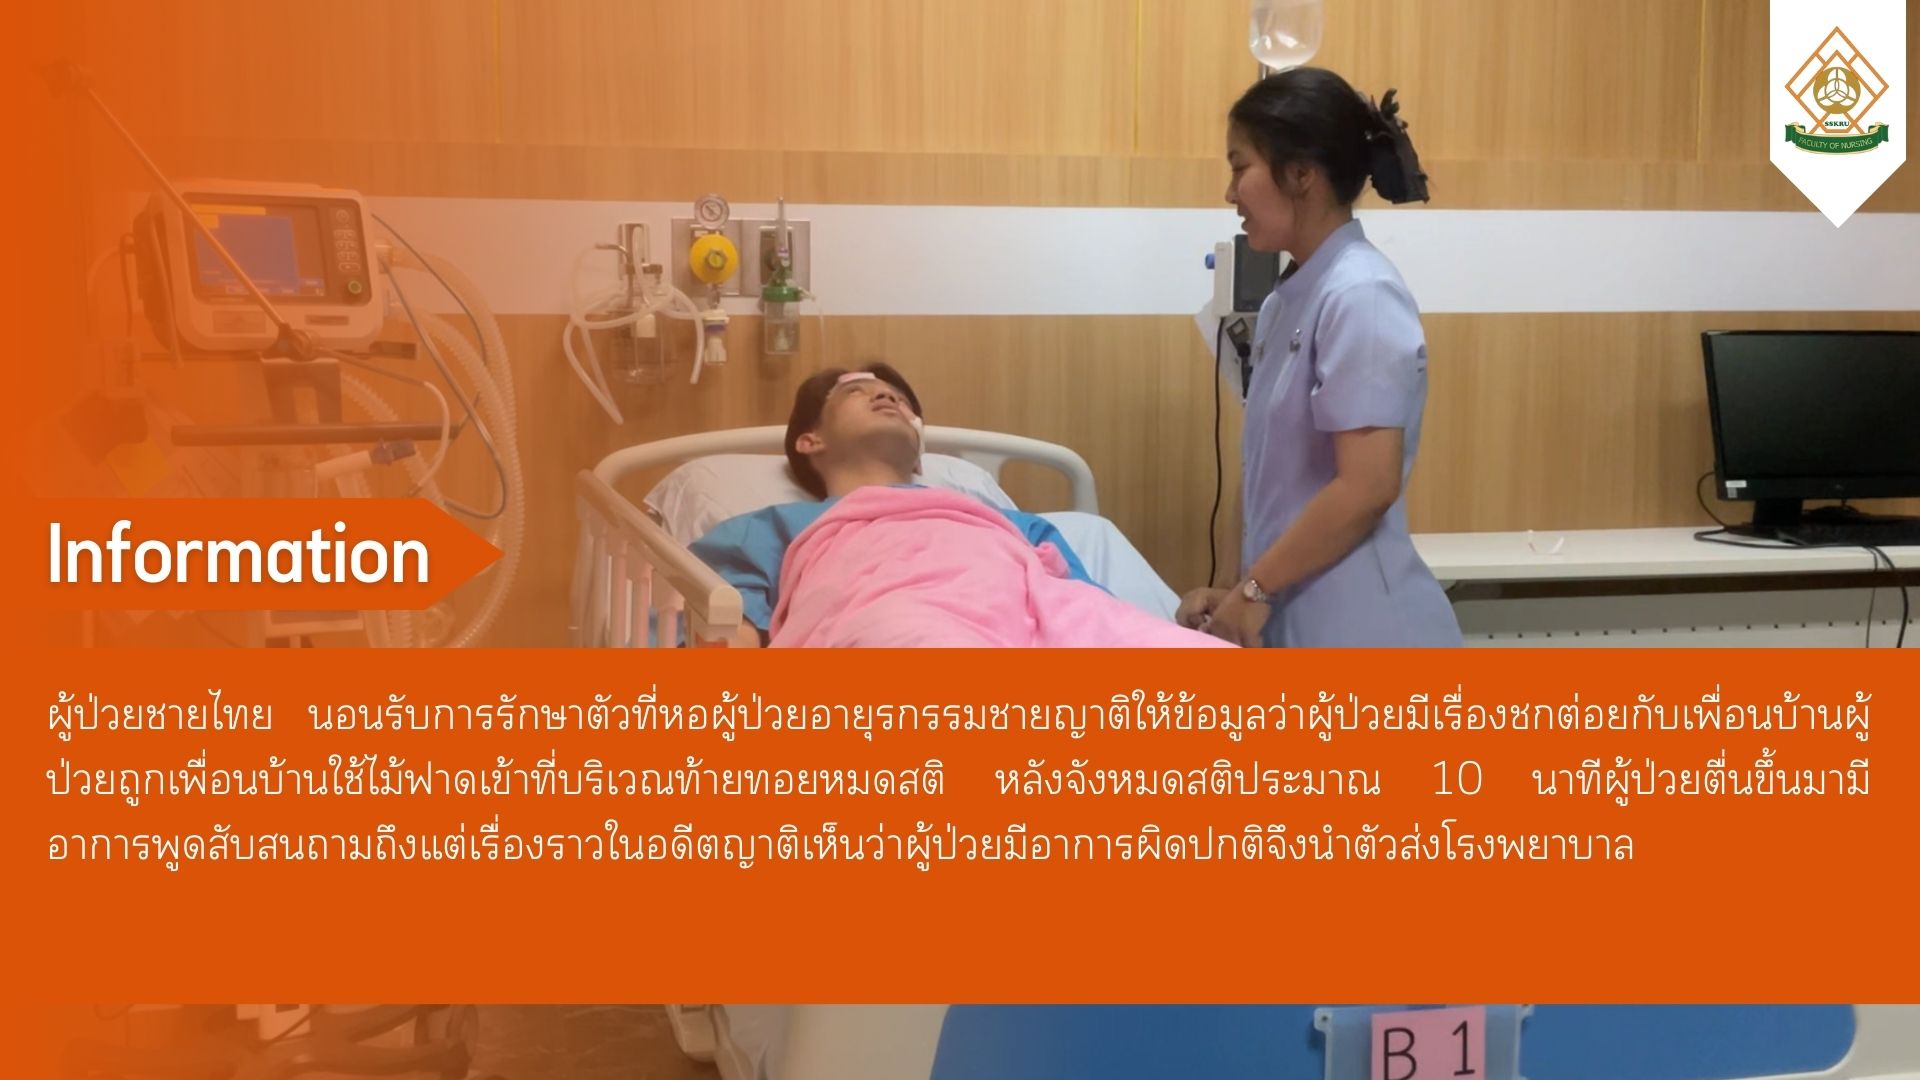 SSKRU
FACULTY OF NURSING
Information
ผู้ป่วยชายไทย นอนรับการรักษาตัวที่หอผู้ป่วยอายุรกรรมชายญาติให้ข้อมูลว่าผู้ป่วยมีเรื่องชกต่อยกับเพื่อนบ้านผู้
ป่วยถูกเพื่อนบ้านใช้ไม้ฟาดเข้าที่บริเวณท้ายทอยหมดสติ หลังจังหมดสติประมาณ 10 นาทีผู้ป่วยตื่นขึ้นมามี
อาการพูดสับสนถามถึงแต่เรื่องราวในอดีตญาติเห็นว่าผู้ป่วยมีอาการผิดปกติจึงนำตัวส่งโรงพยาบาล
B 1